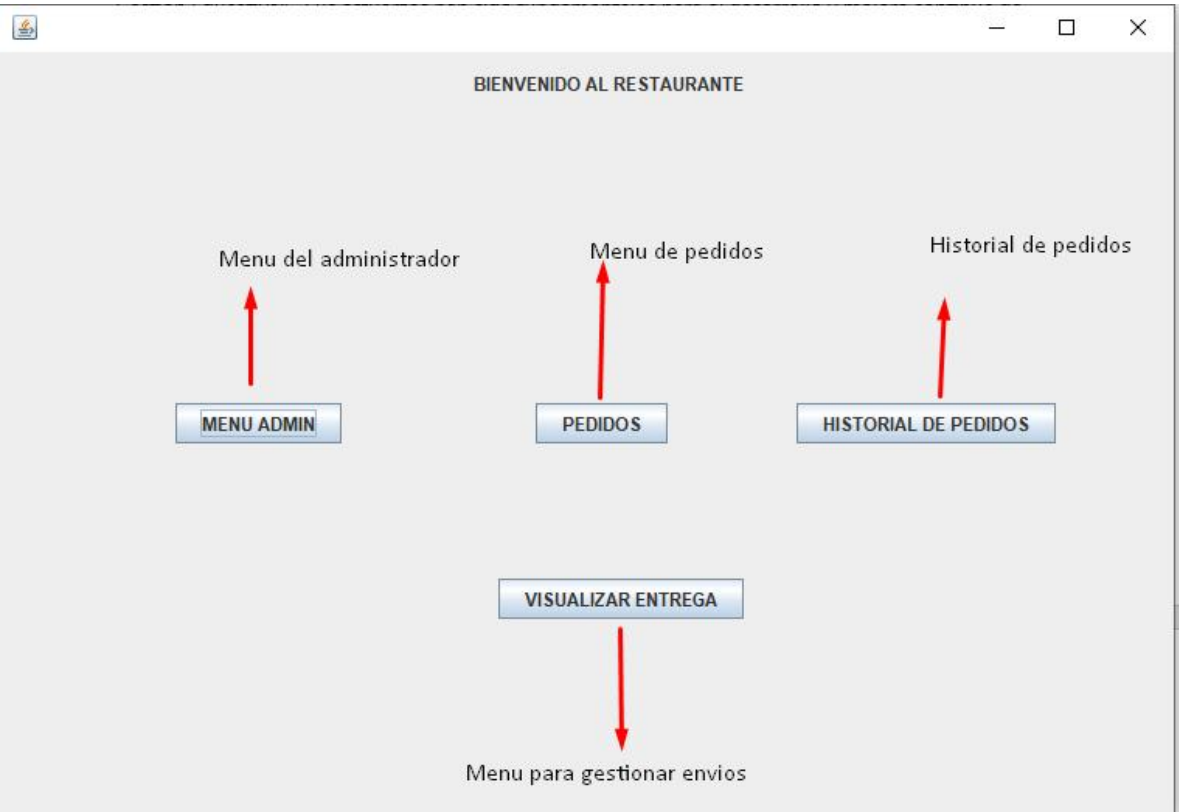 BIENVENIDO AL RESTAURANTE
Menu del administrador
Menu de pedidos
Historial de pedidos
MENU ADMIN
PEDIDOS
HISTORIAL DE PEDIDOS
VISUALIZAR ENTREGA
Menu para gestionar envios